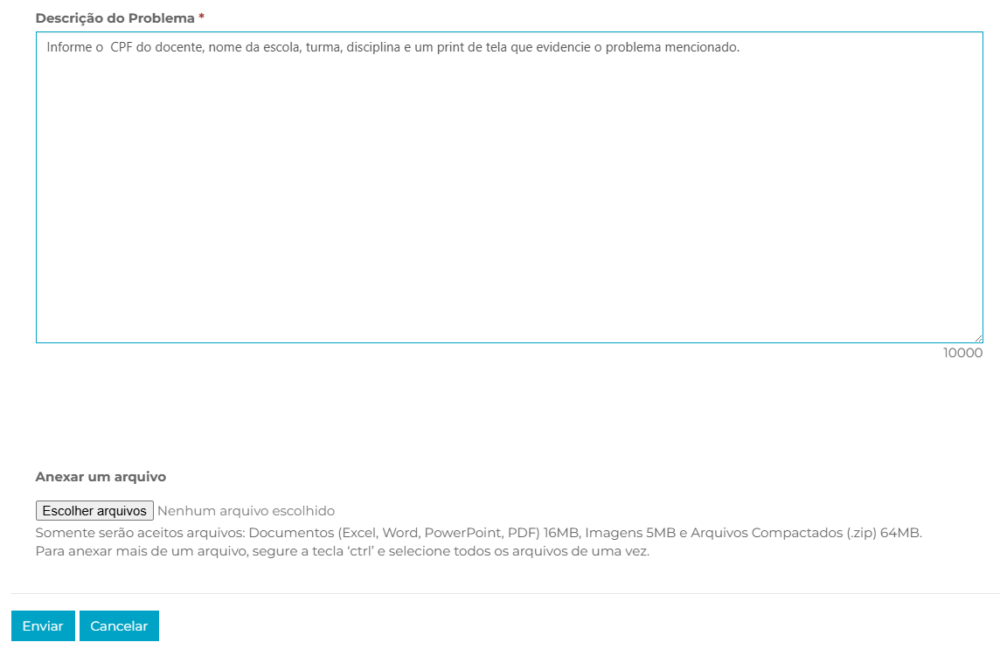 Descrição do Problema *
Informe o  CPF do docente, nome da escola, turma, disciplina e um print de tela que evidencie o problema mencionado.
10000
Anexar um arquivo
Escolher arquivos Nenhum arquivo escolhido
Somente serão aceitos arquivos: Documentos (Excel, Word, PowerPoint, PDF) 16MB, Imagens 5MB e Arquivos Compactados (.zip) 64MB.
Para anexar mais de um arquivo, segure a tecla ‘ctrl’ e selecione todos os arquivos de uma vez.
Enviar Cancelar